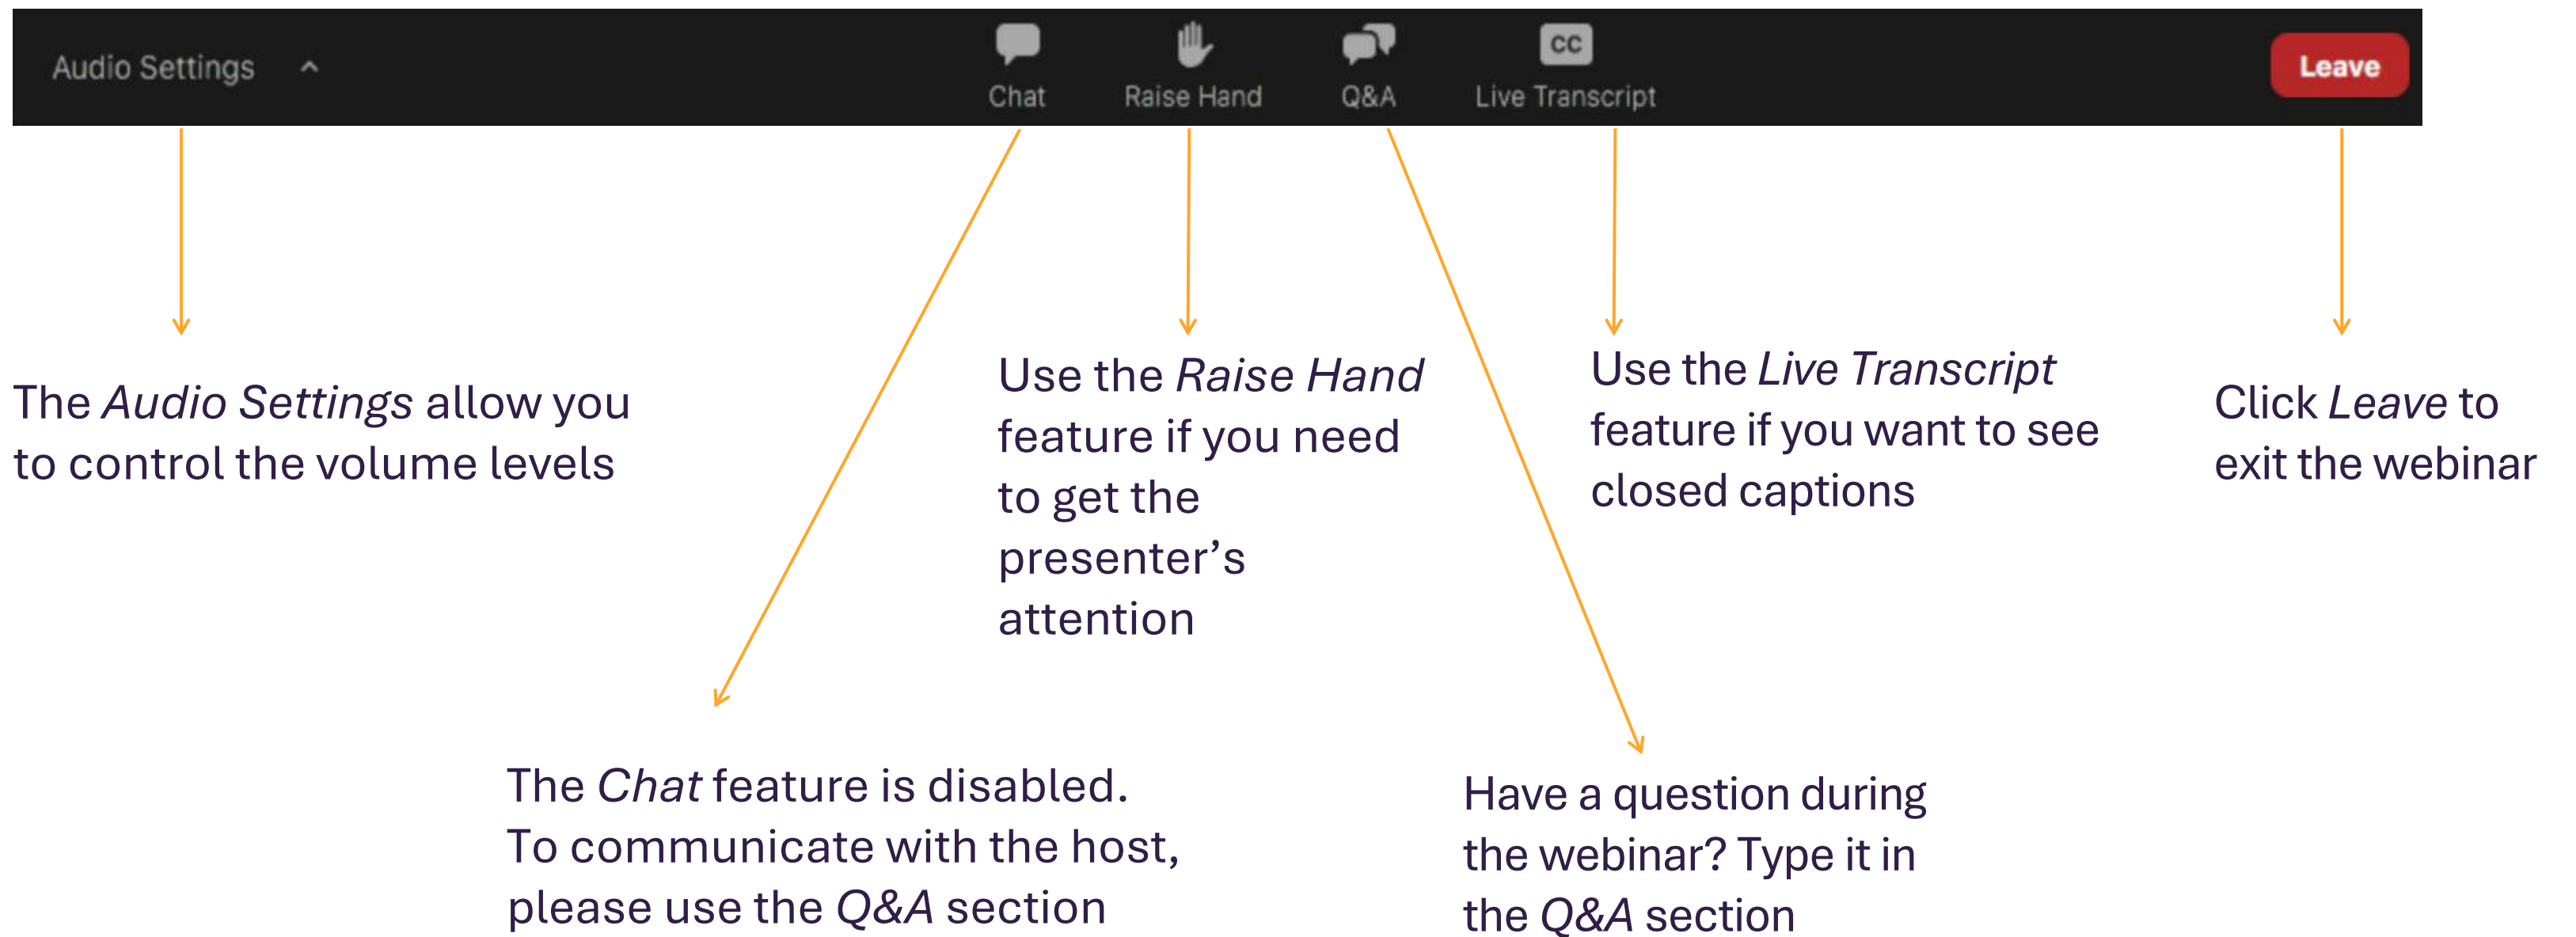 Audio Settings
Chat
Raise Hand
Q&A
CC
Live Transcript
Leave
The Audio Settings allow you
to control the volume levels
Use the Raise Hand
feature if you need
to get the
presenter’s
attention
Use the Live Transcript
feature if you want to see
closed captions
Click Leave to
exit the webinar
The Chat feature is disabled.
To communicate with the host,
please use the Q&A section
Have a question during
the webinar? Type it in
the Q&A section